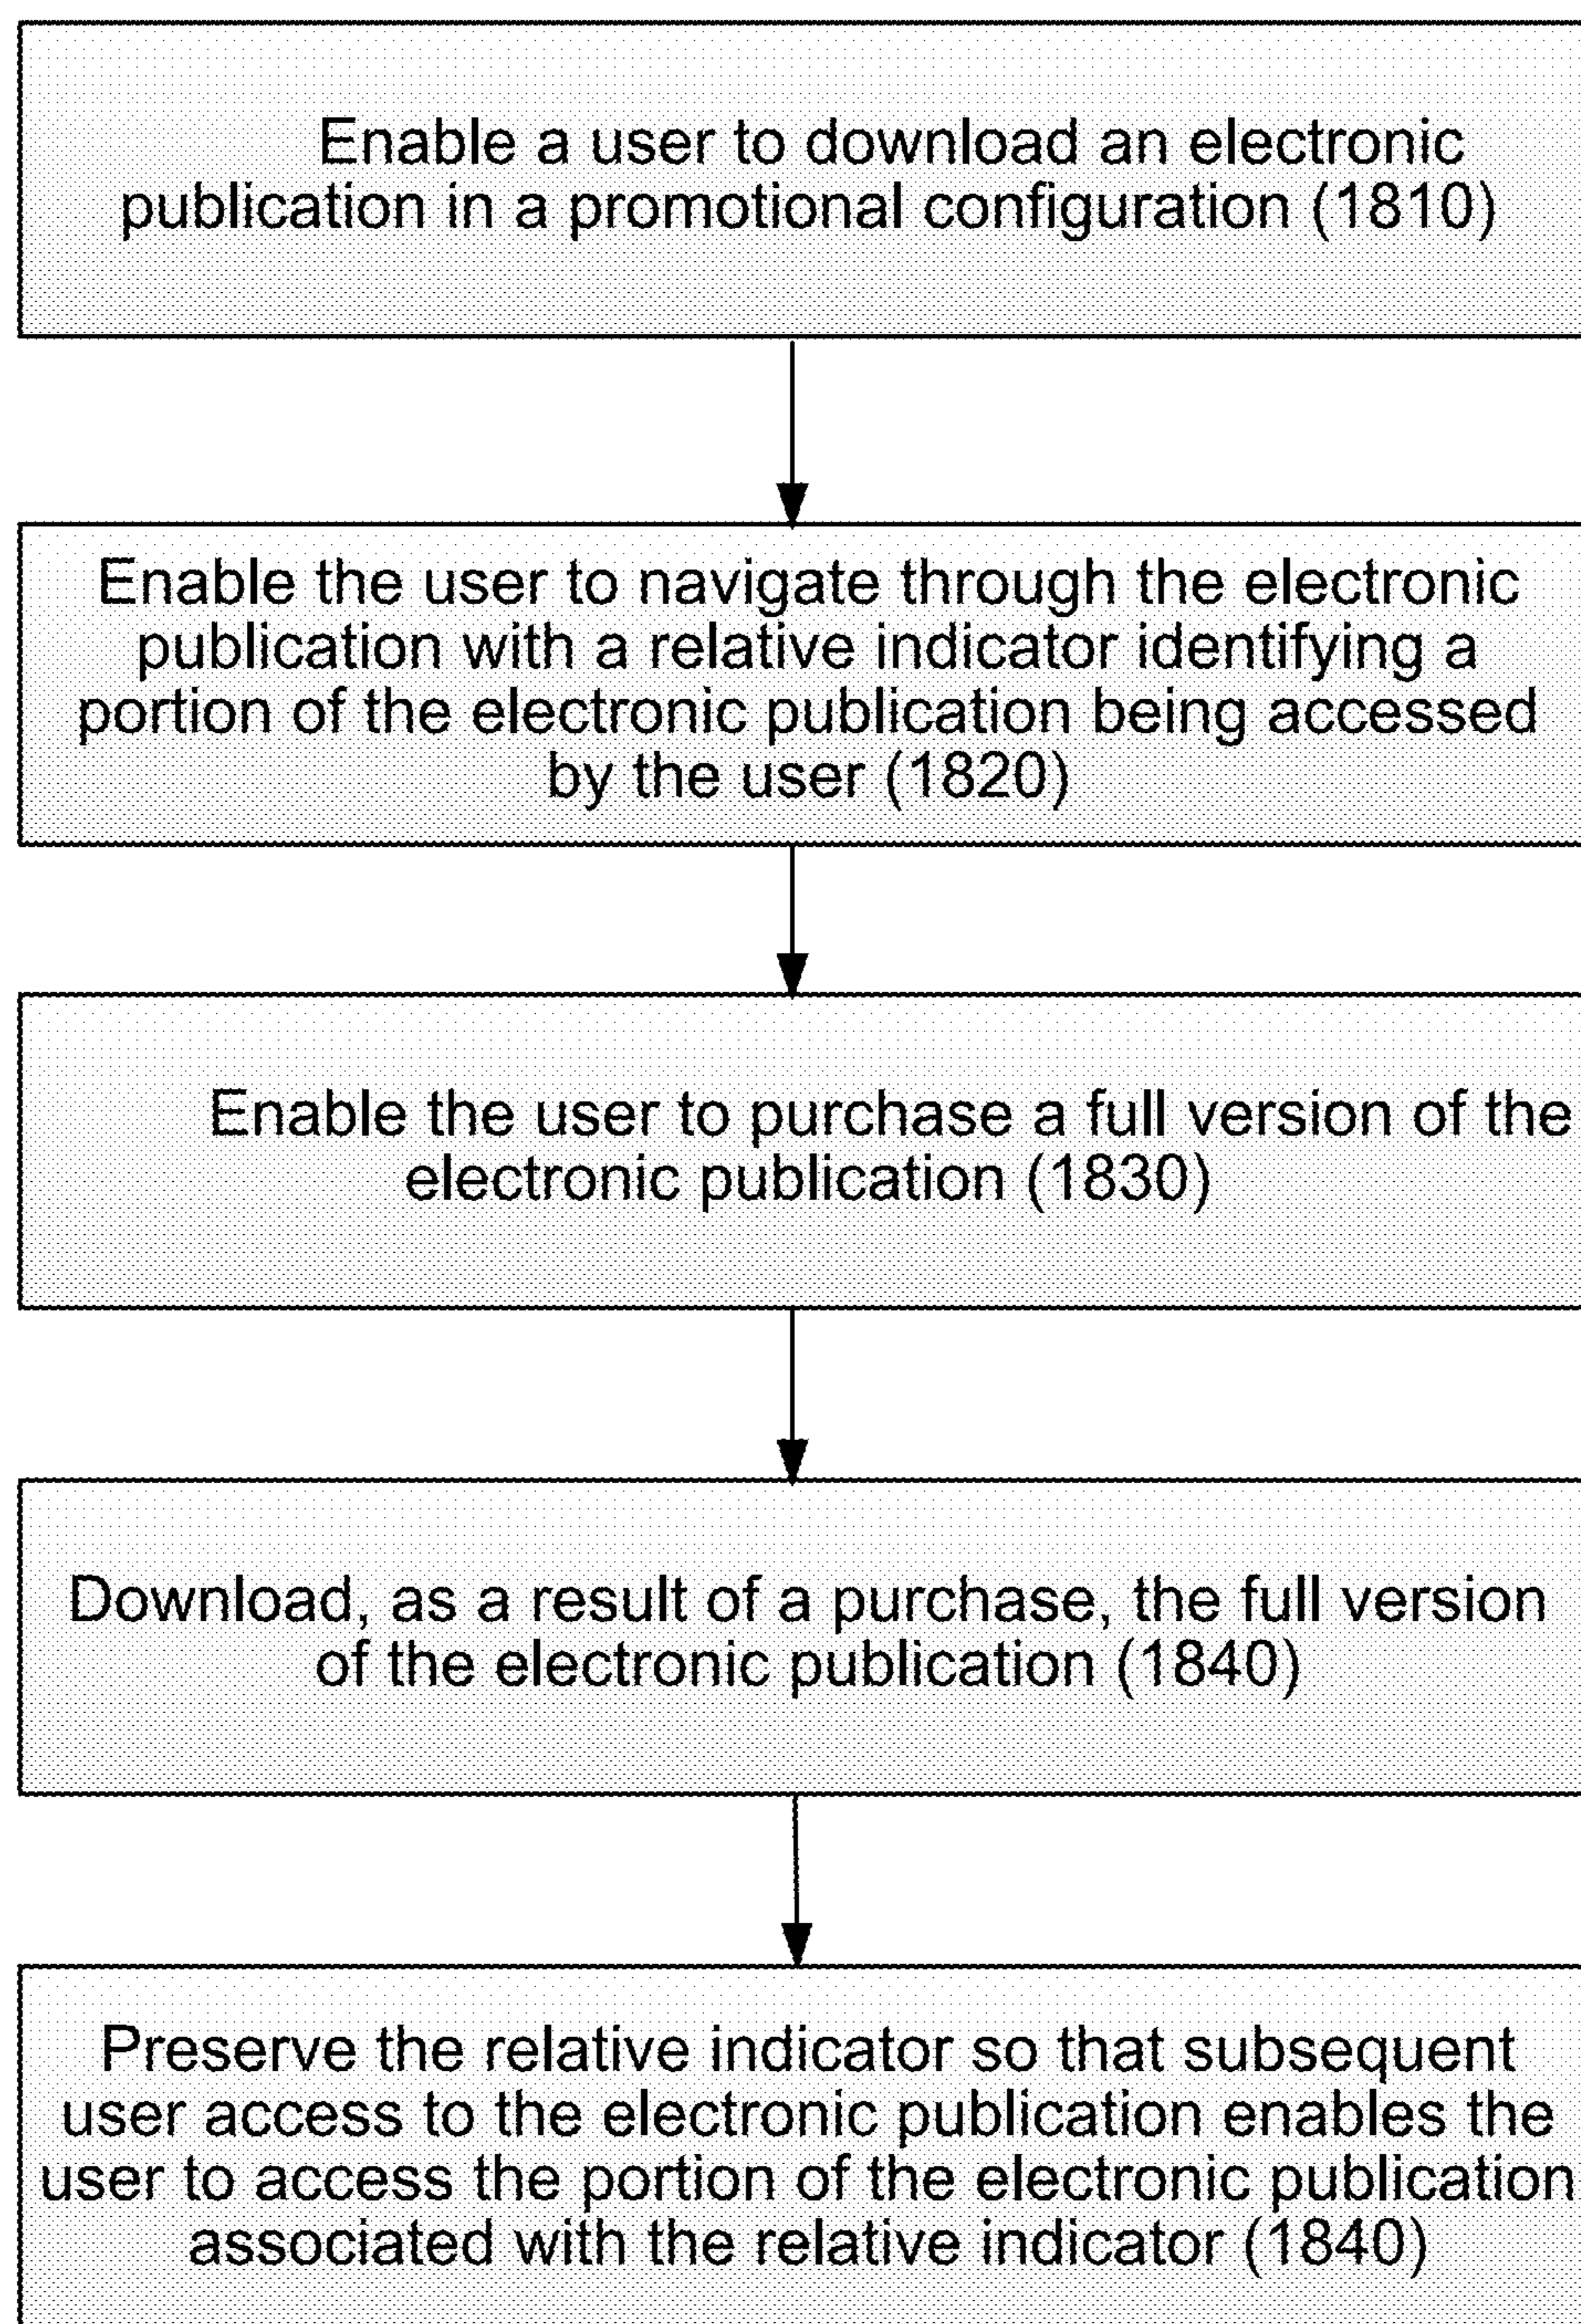 Enable a user to download an electronic
publication in a promotional configuration (1810)
Enable the user to navigate through the electronic
publication with a relative indicator identifying a
portion of the electronic publication being accessed
by the user (1820)
Enable the user to purchase a full version of the
electronic publication (1830)
Download, as a result of a purchase, the full version
of the electronic publication (1840)
Preserve the relative indicator so that subsequent
user access to the electronic publication enables the
user to access the portion of the electronic publication
associated with the relative indicator (1840)